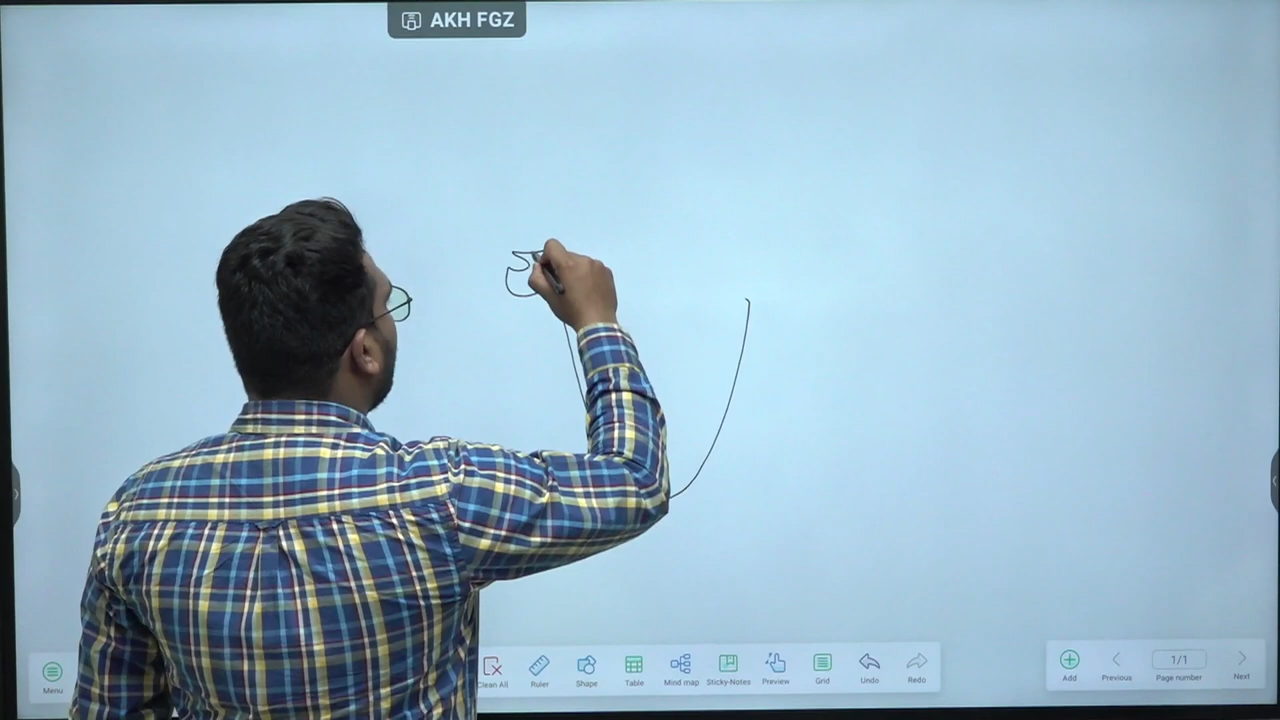 AKH FGZ
Menu
Clean All
Ruler
Shape
Table
Mind map
Sticky-Notes
Preview
Grid
Undo
Redo
Add
Previous
1/1
Page number
Next